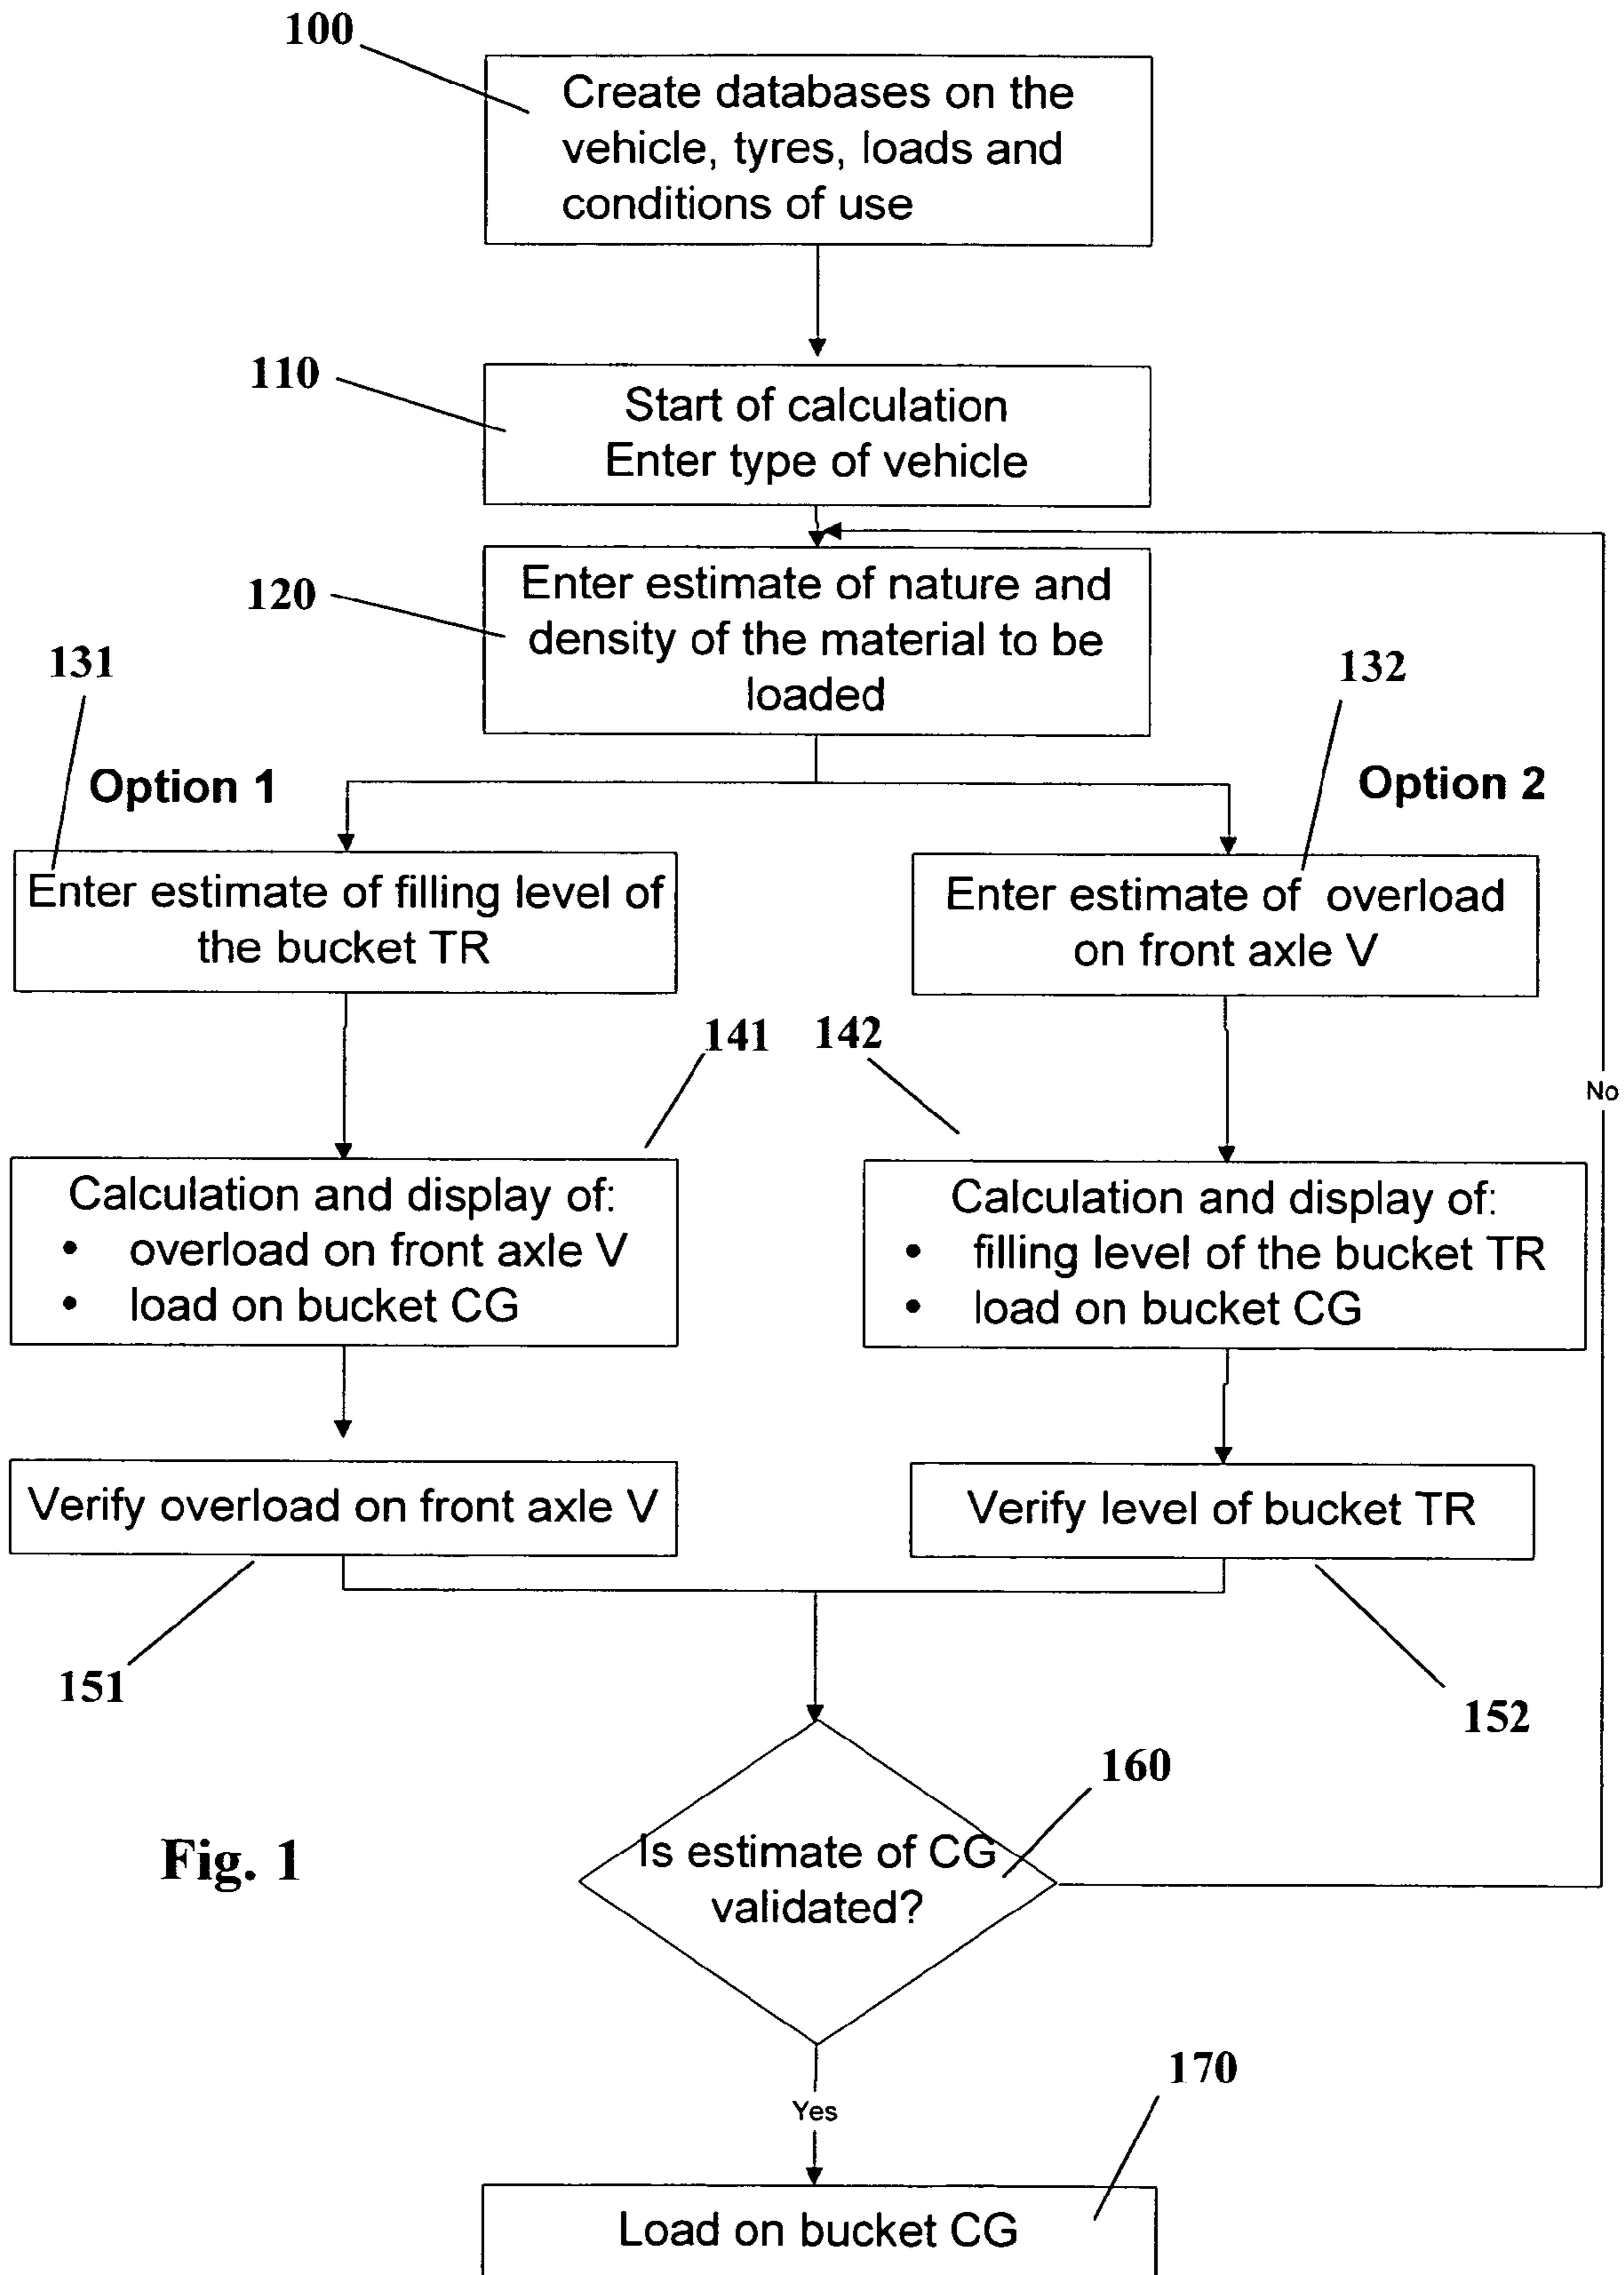 100
Create databases on the
vehicle, tyres, loads and
conditions of use
110
Start of calculation
Enter type of vehicle
120
Enter estimate of nature and
density of the material to be
loaded
131
132
Option 1
Option 2
Enter estimate of filling level of
the bucket TR
Enter estimate of overload
on front axle V
141
142
No
Calculation and display of:
• overload on front axle V
• load on bucket CG
Calculation and display of:
• filling level of the bucket TR
• load on bucket CG
Verify overload on front axle V
Verify level of bucket TR
151
152
160
Is estimate of CG
validated?
Fig. 1
Yes
170
Load on bucket CG